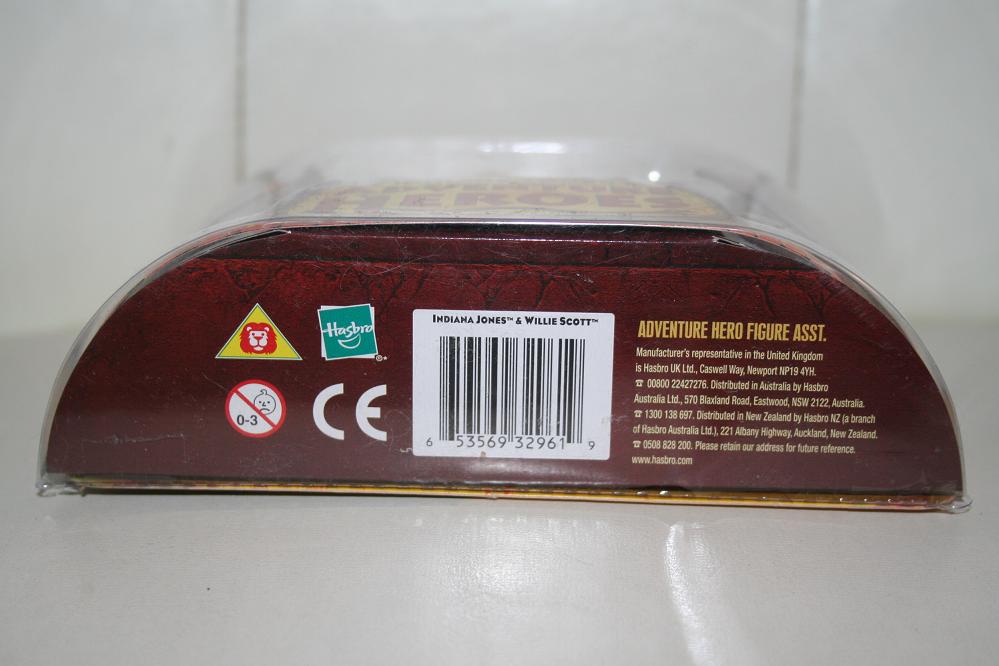 HEROES
Hasbro
®*
0-3
CE
INDIANA JONES™ & WILLIE SCOTT™
6 53569 32961 9
ADVENTURE HERO FIGURE ASST.
Manufacturer's representative in the United Kingdom
is Hasbro UK Ltd., Caswell Way, Newport NP19 4YH.
☎ 00800 22427276. Distributed in Australia by Hasbro
Australia Ltd., 570 Blaxland Road, Eastwood, NSW 2122, Australia.
☎ 1300 138 697. Distributed in New Zealand by Hasbro NZ (a branch
of Hasbro Australia Ltd.), 221 Albany Highway, Auckland, New Zealand.
☎ 0508 828 200. Please retain our address for future reference.
www.hasbro.com